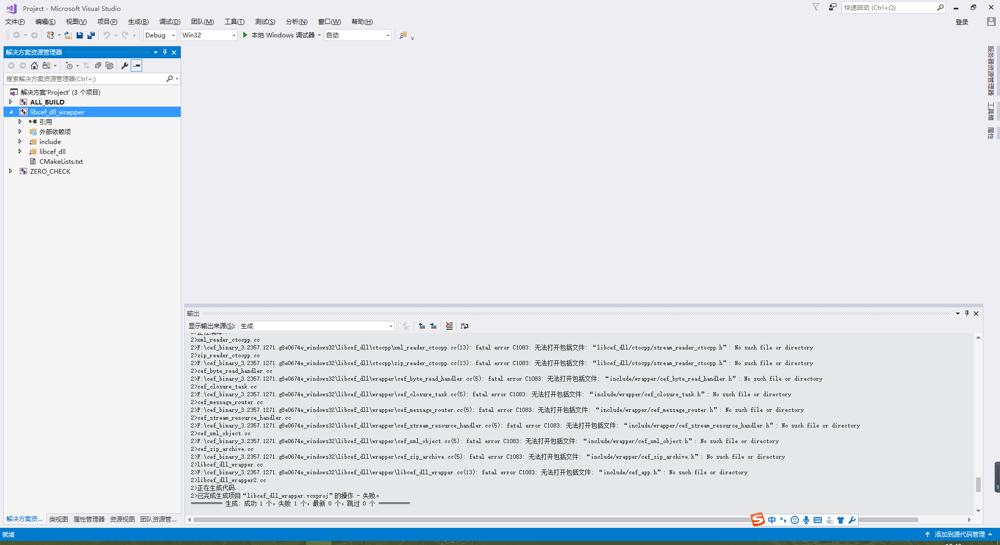 Project - Microsoft Visual Studio
快速启动 (Ctrl+Q)
文件(F) 编辑(E) 视图(V) 项目(P) 生成(B) 调试(D) 团队(M) 工具(T) 测试(S) 分析(N) 窗口(W) 帮助(H)
登录
Debug Win32 本地 Windows 调试器 自动
解决方案资源管理器
搜索解决方案资源管理器(Ctrl+;)
解决方案'Project' (3 个项目)
ALL_BUILD
libcef_dll_wrapper
引用
外部依赖项
include
libcef_dll
CMakeLists.txt
ZERO_CHECK
服务器资源管理器
工具箱
属性
输出
显示输出来源(S): 生成
2>正在编译...
2>xml_reader_ctocpp.cc
2>F:\cef_binary_3.2357.1271.g8e0674e_windows32\libcef_dll\ctocpp\xml_reader_ctocpp.cc(13): fatal error C1083: 无法打开包括文件: “libcef_dll/ctocpp/stream_reader_ctocpp.h”: No such file or directory
2>zip_reader_ctocpp.cc
2>F:\cef_binary_3.2357.1271.g8e0674e_windows32\libcef_dll\ctocpp\zip_reader_ctocpp.cc(13): fatal error C1083: 无法打开包括文件: “libcef_dll/ctocpp/stream_reader_ctocpp.h”: No such file or directory
2>cef_byte_read_handler.cc
2>F:\cef_binary_3.2357.1271.g8e0674e_windows32\libcef_dll\wrapper\cef_byte_read_handler.cc(5): fatal error C1083: 无法打开包括文件: “include/wrapper/cef_byte_read_handler.h”: No such file or directory
2>cef_closure_task.cc
2>F:\cef_binary_3.2357.1271.g8e0674e_windows32\libcef_dll\wrapper\cef_closure_task.cc(5): fatal error C1083: 无法打开包括文件: “include/wrapper/cef_closure_task.h”: No such file or directory
2>cef_message_router.cc
2>F:\cef_binary_3.2357.1271.g8e0674e_windows32\libcef_dll\wrapper\cef_message_router.cc(5): fatal error C1083: 无法打开包括文件: “include/wrapper/cef_message_router.h”: No such file or directory
2>cef_stream_resource_handler.cc
2>F:\cef_binary_3.2357.1271.g8e0674e_windows32\libcef_dll\wrapper\cef_stream_resource_handler.cc(5): fatal error C1083: 无法打开包括文件: “include/wrapper/cef_stream_resource_handler.h”: No such file or directory
2>cef_xml_object.cc
2>F:\cef_binary_3.2357.1271.g8e0674e_windows32\libcef_dll\wrapper\cef_xml_object.cc(5): fatal error C1083: 无法打开包括文件: “include/wrapper/cef_xml_object.h”: No such file or directory
2>cef_zip_archive.cc
2>F:\cef_binary_3.2357.1271.g8e0674e_windows32\libcef_dll\wrapper\cef_zip_archive.cc(5): fatal error C1083: 无法打开包括文件: “include/wrapper/cef_zip_archive.h”: No such file or directory
2>libcef_dll_wrapper.cc
2>F:\cef_binary_3.2357.1271.g8e0674e_windows32\libcef_dll\wrapper\libcef_dll_wrapper.cc(13): fatal error C1083: 无法打开包括文件: “include/cef_app.h”: No such file or directory
2>libcef_dll_wrapper2.cc
2>正在生成代码...
2>已完成生成项目“libcef_dll_wrapper.vcxproj”的操作 - 失败。
========== 生成: 成功 1 个，失败 1 个，最新 0 个，跳过 0 个 ==========
解决方案资... 类视图 属性管理器 资源视图 团队资源管...
中
就绪
添加到源代码管理